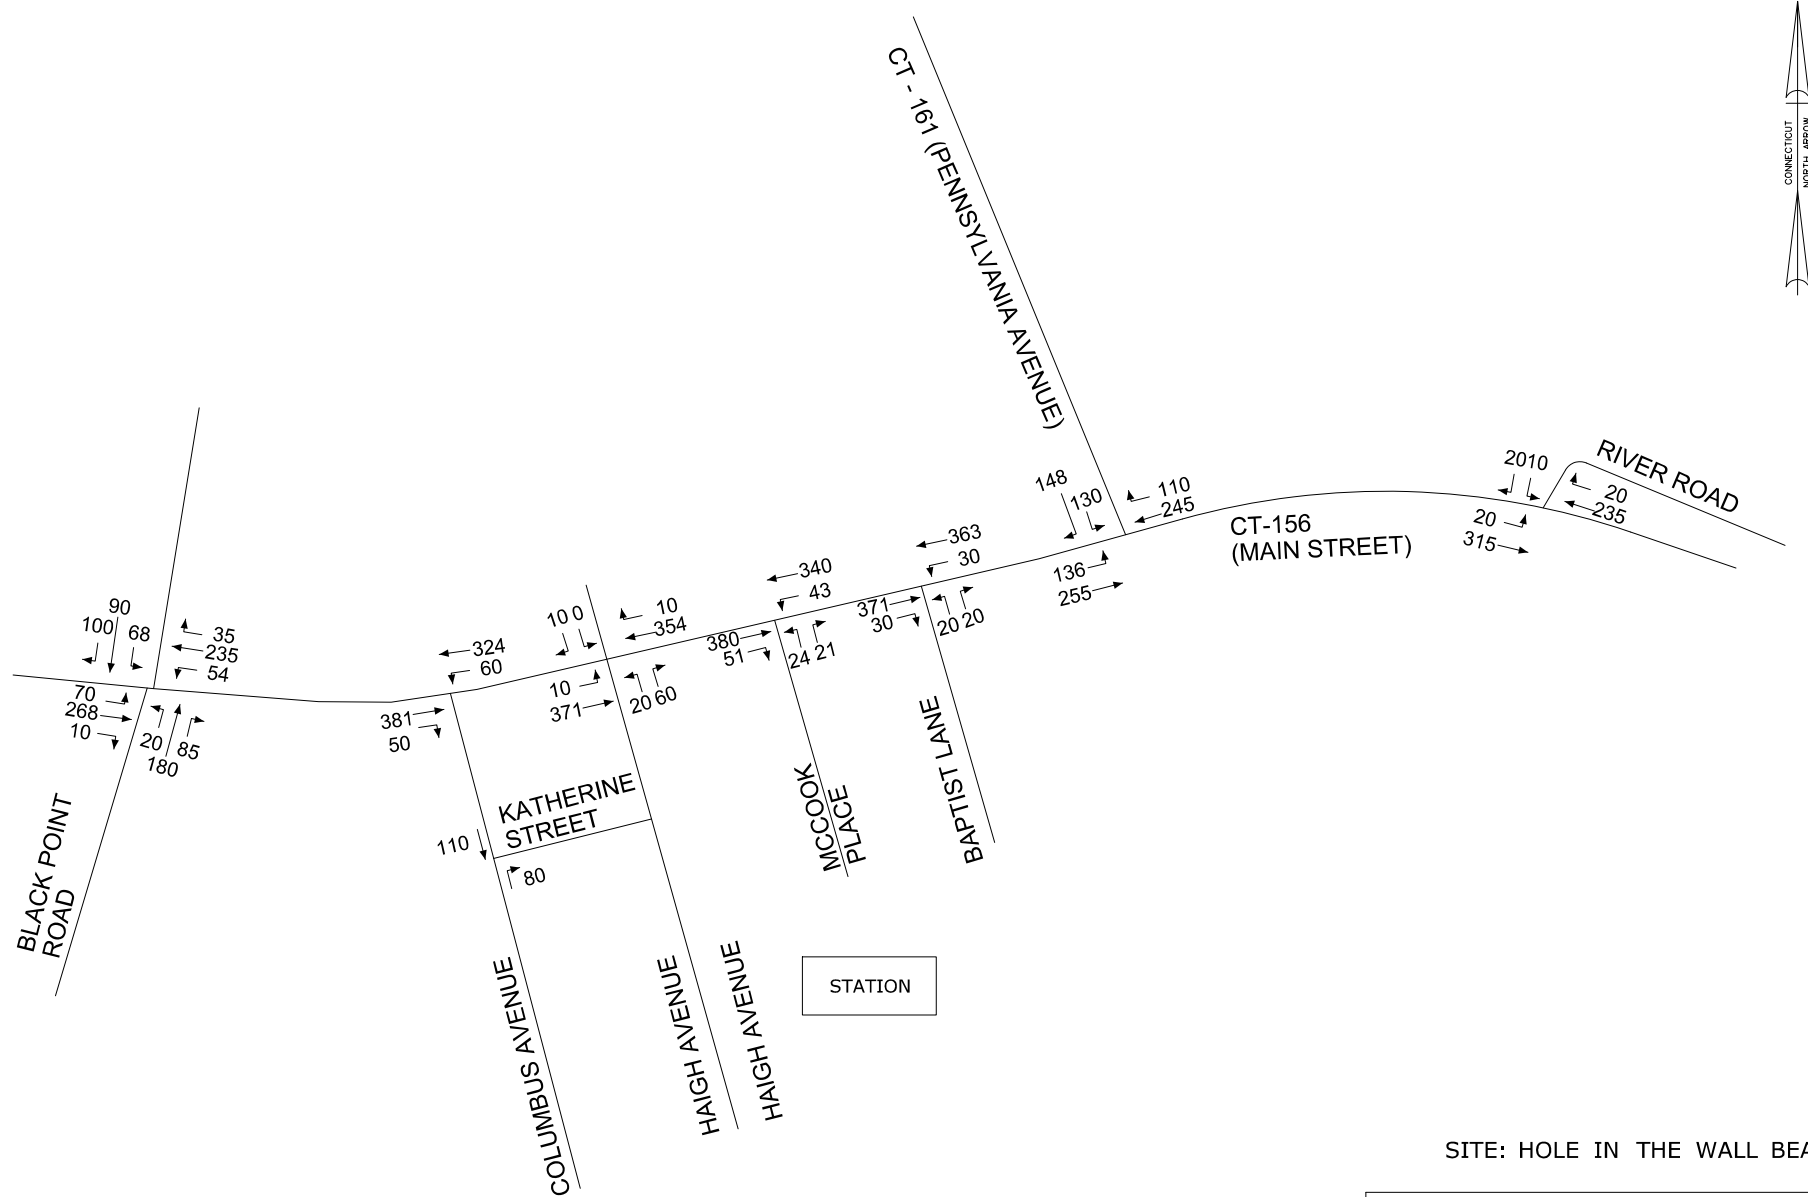 CT - 161 (PENNSYLVANIA AVENUE)
CONNECTICUT
NORTH ARROW
RIVER ROAD
2010
20
235
20
315
CT-156
(MAIN STREET)
148
130
110
245
136
255
363
30
371
30
20 20
340
43
380
51
24 21
10 0
10
354
10
371
20 60
324
60
381
50
90
100
68
35
235
54
70
268
10
20
180
85
BLACK POINT
ROAD
KATHERINE
STREET
110
80
MCCOOK
PLACE
BAPTIST LANE
COLUMBUS AVENUE
HAIGH AVENUE
HAIGH AVENUE
STATION
SITE: HOLE IN THE WALL BEA